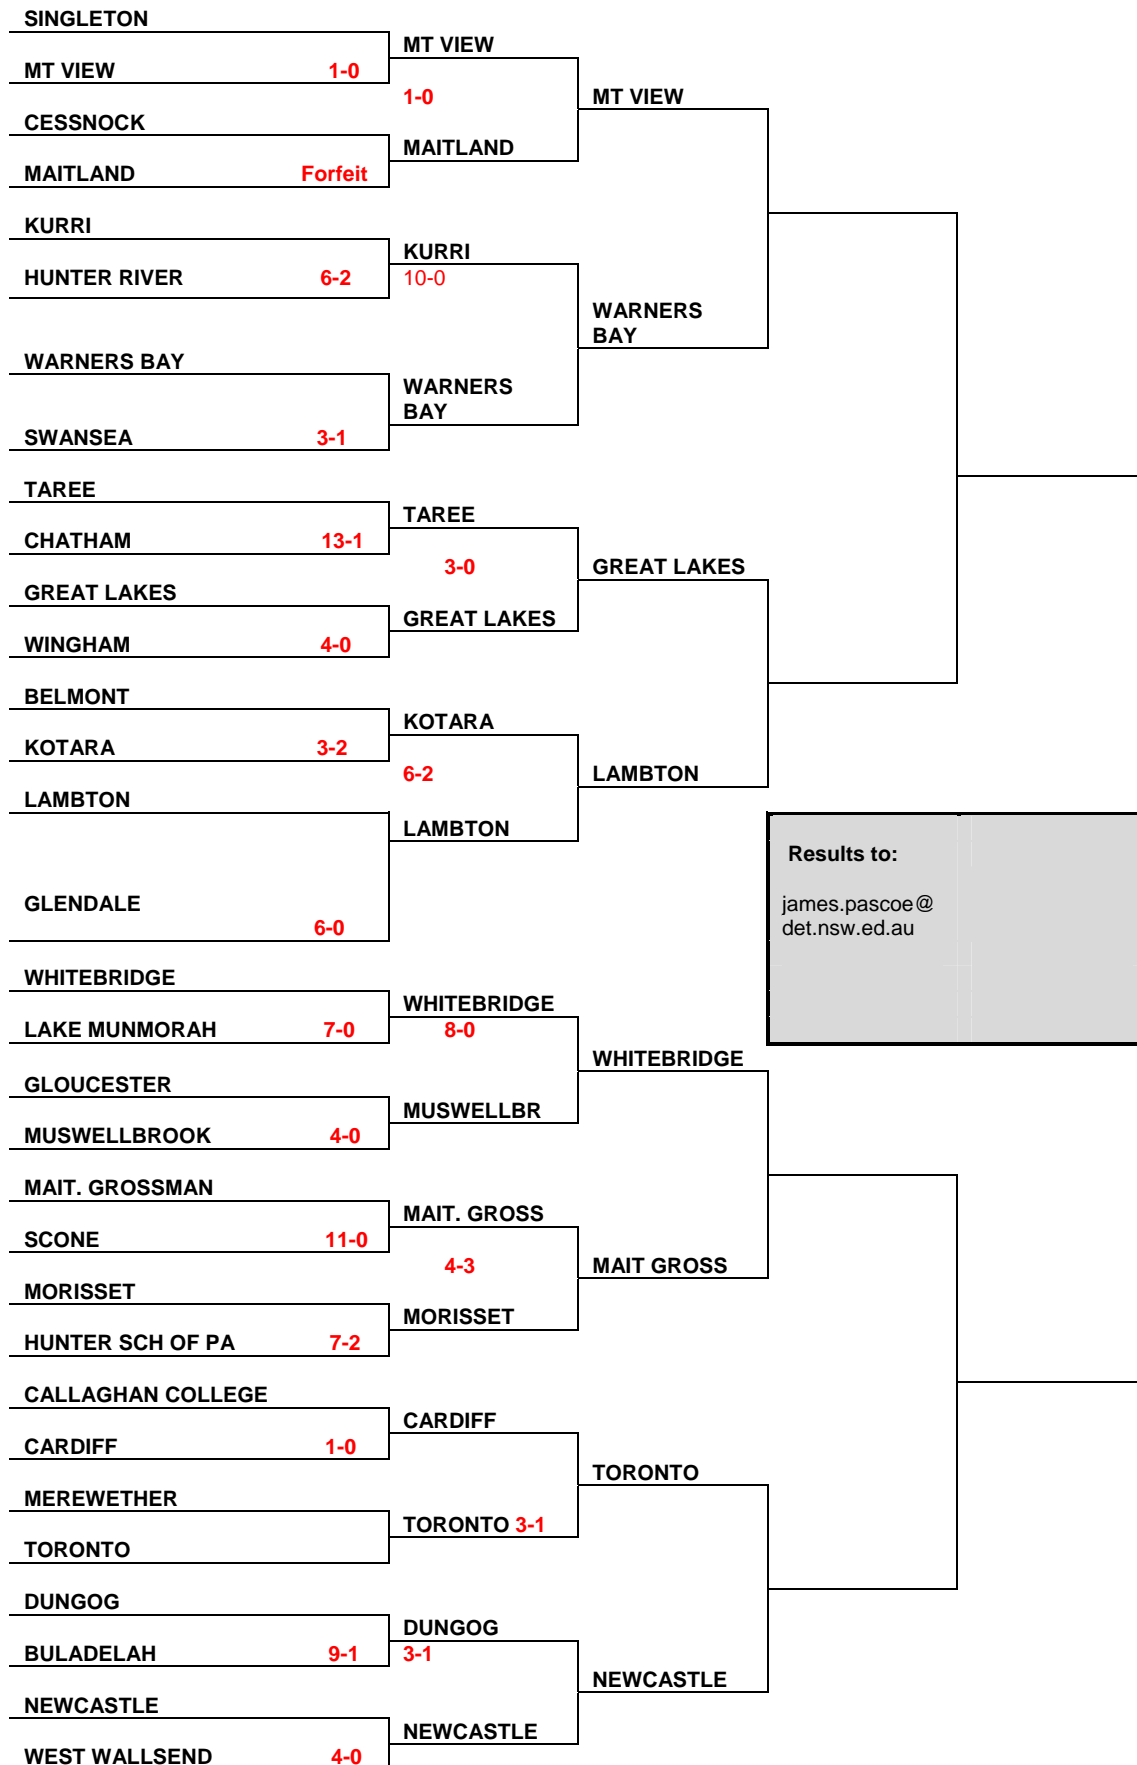 SINGLETON
MT VIEW
MT VIEW 1-0
1-0
MT VIEW
CESSNOCK
MAITLAND
MAITLAND Forfeit
KURRI
KURRI
HUNTER RIVER 6-2
10-0
WARNERS
BAY
WARNERS BAY
WARNERS
BAY
SWANSEA 3-1
TAREE
TAREE
CHATHAM 13-1
3-0
GREAT LAKES
GREAT LAKES
GREAT LAKES
WINGHAM 4-0
BELMONT
KOTARA
KOTARA 3-2
6-2
LAMBTON
LAMBTON
LAMBTON
Results to:
GLENDALE
6-0
james.pascoe@
det.nsw.ed.au
WHITEBRIDGE
WHITEBRIDGE
LAKE MUNMORAH 7-0
8-0
WHITEBRIDGE
GLOUCESTER
MUSWELLBR
MUSWELLBROOK 4-0
MAIT. GROSSMAN
MAIT. GROSS
SCONE 11-0
4-3
MAIT GROSS
MORISSET
MORISSET
HUNTER SCH OF PA 7-2
CALLAGHAN COLLEGE
CARDIFF
CARDIFF 1-0
TORONTO
MEREWETHER
TORONTO 3-1
TORONTO
DUNGOG
DUNGOG
BULADELAH 9-1
3-1
NEWCASTLE
NEWCASTLE
NEWCASTLE
WEST WALLSEND 4-0